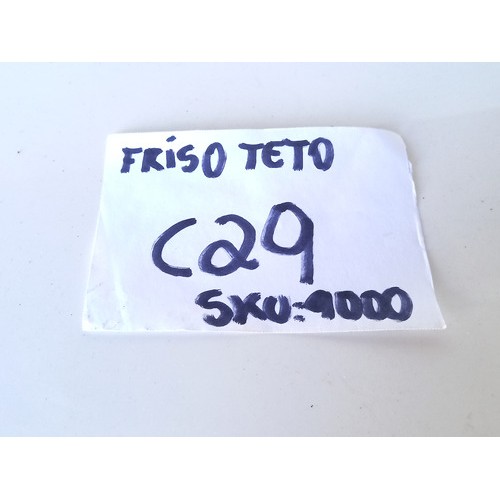 FRISO TETO
C29
SKU:4000